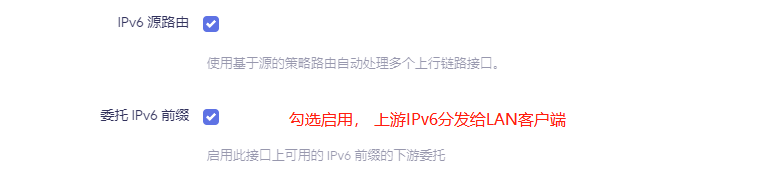 IPv6 源路由
使用基于源的策略路由自动处理多个上行链路接口。
委托 IPv6 前缀 勾选启用， 上游IPv6分发给LAN客户端
启用此接口上可用的 IPv6 前缀的下游委托